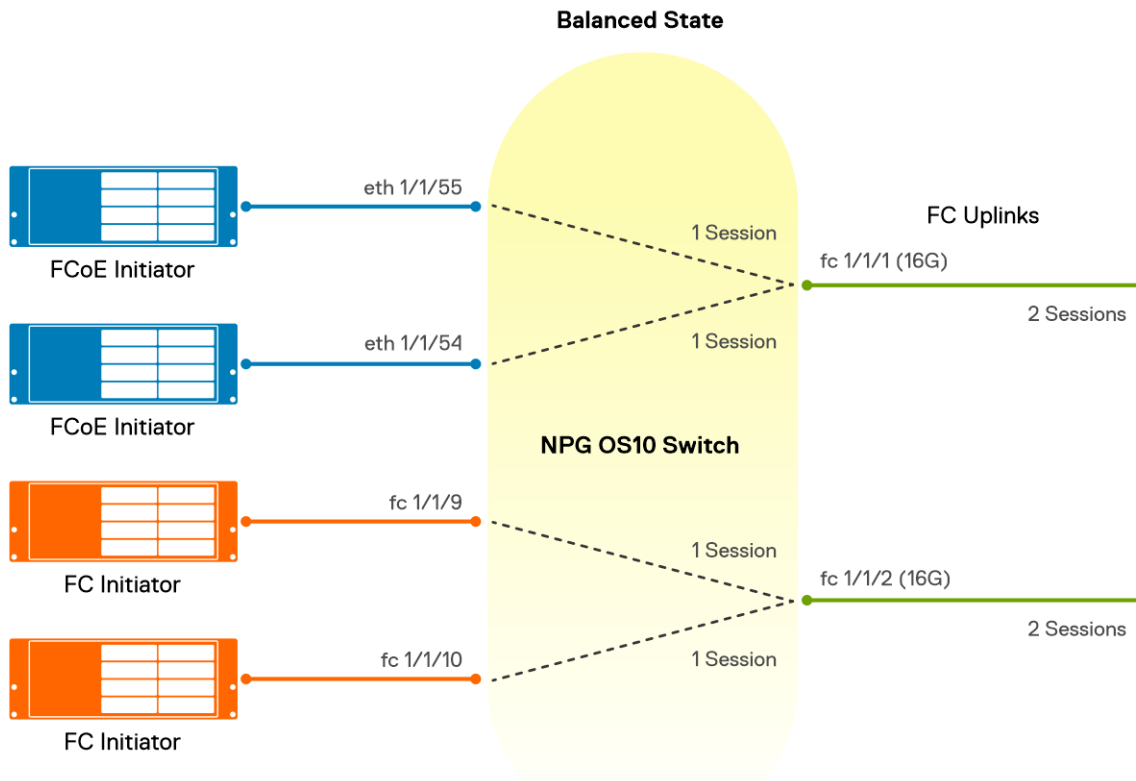 Balanced State
eth 1/1/55
FCoE Initiator
1 Session
FC Uplinks
fc 1/1/1 (16G)
2 Sessions
eth 1/1/54
1 Session
FCoE Initiator
NPG OS10 Switch
fc 1/1/9
FC Initiator
1 Session
fc 1/1/2 (16G)
2 Sessions
fc 1/1/10
1 Session
FC Initiator